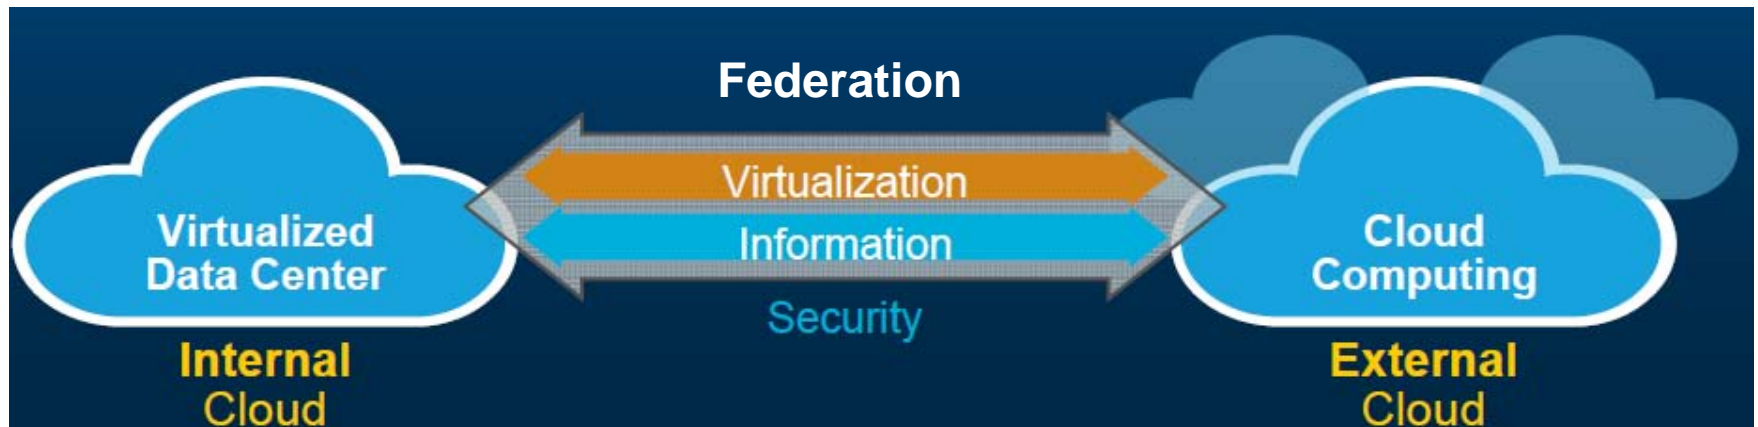 Federation
Virtualization
Information
Security
Virtualized
Data Center
Internal
Cloud
Cloud
Computing
External
Cloud